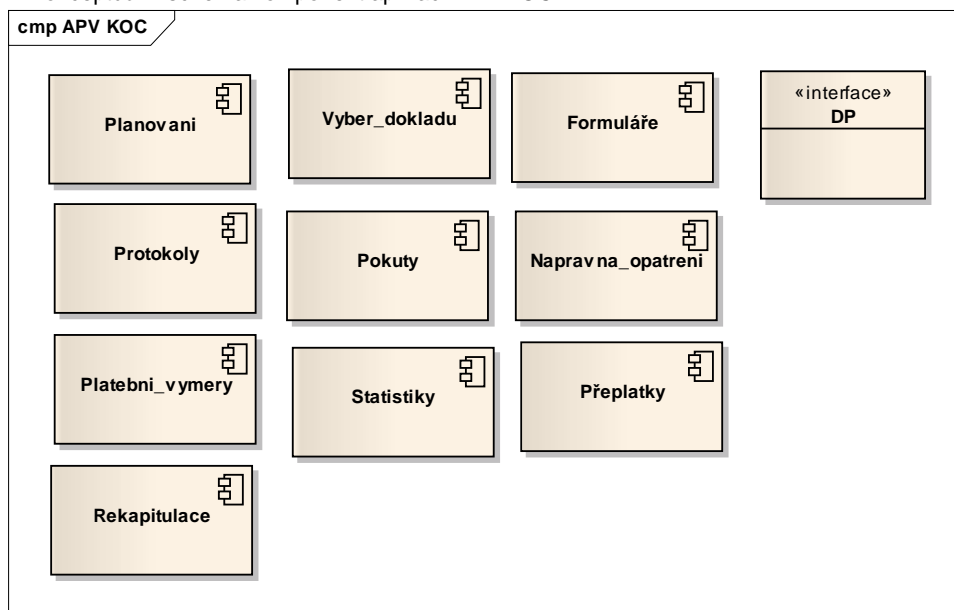 cmp APV KOC
Planovani
Vyber_dokladu
Formuláře
«interface»
DP
Protokoly
Pokuty
Napravna_opatreni
Platebni_vymery
Statistiky
Přeplatky
Rekapitulace